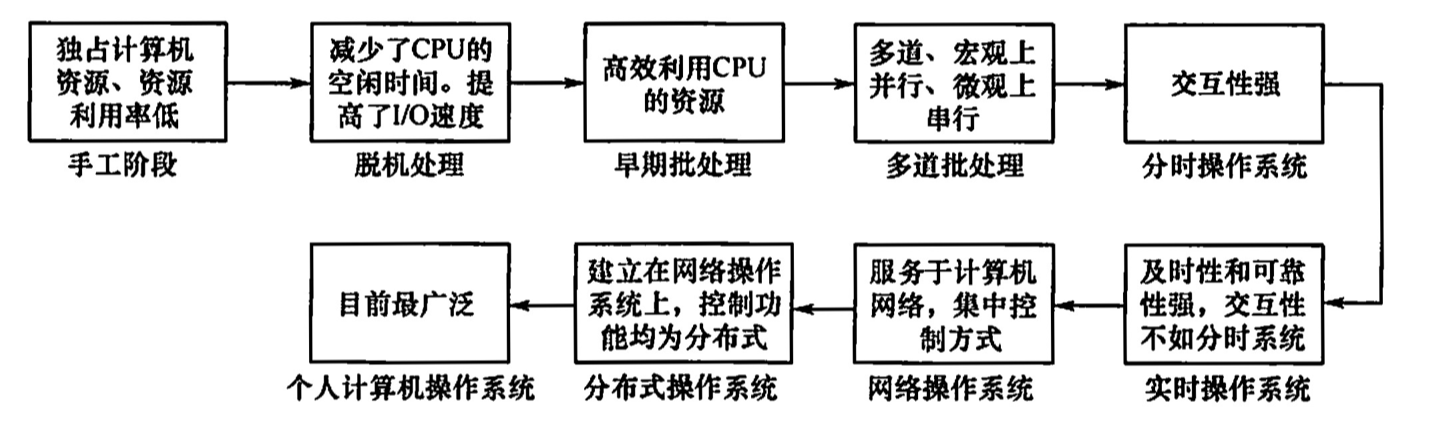 独占计算机
资源、资源
利用率低
手工阶段
减少了CPU的
空闲时间。提
高了I/O速度
脱机处理
高效利用CPU
的资源
早期批处理
多道、宏观上
并行、微观上
串行
多道批处理
交互性强
分时操作系统
及时性和可靠
性强，交互性
不如分时系统
实时操作系统
服务于计算机
网络，集中控
制方式
网络操作系统
建立在网络操作
系统上，控制功
能均为分布式
分布式操作系统
目前最广泛
个人计算机操作系统